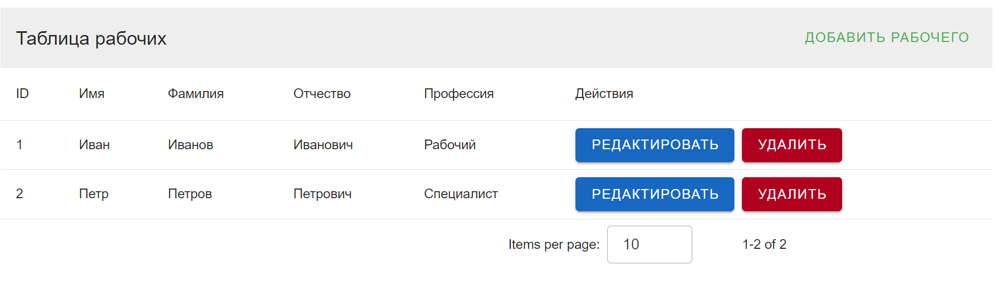 Таблица рабочих ДОБАВИТЬ РАБОЧЕГО
ID Имя Фамилия Отчество Профессия Действия
1 Иван Иванов Иванович Рабочий РЕДАКТИРОВАТЬ УДАЛИТЬ
2 Петр Петров Петрович Специалист РЕДАКТИРОВАТЬ УДАЛИТЬ
Items per page: 10 1-2 of 2